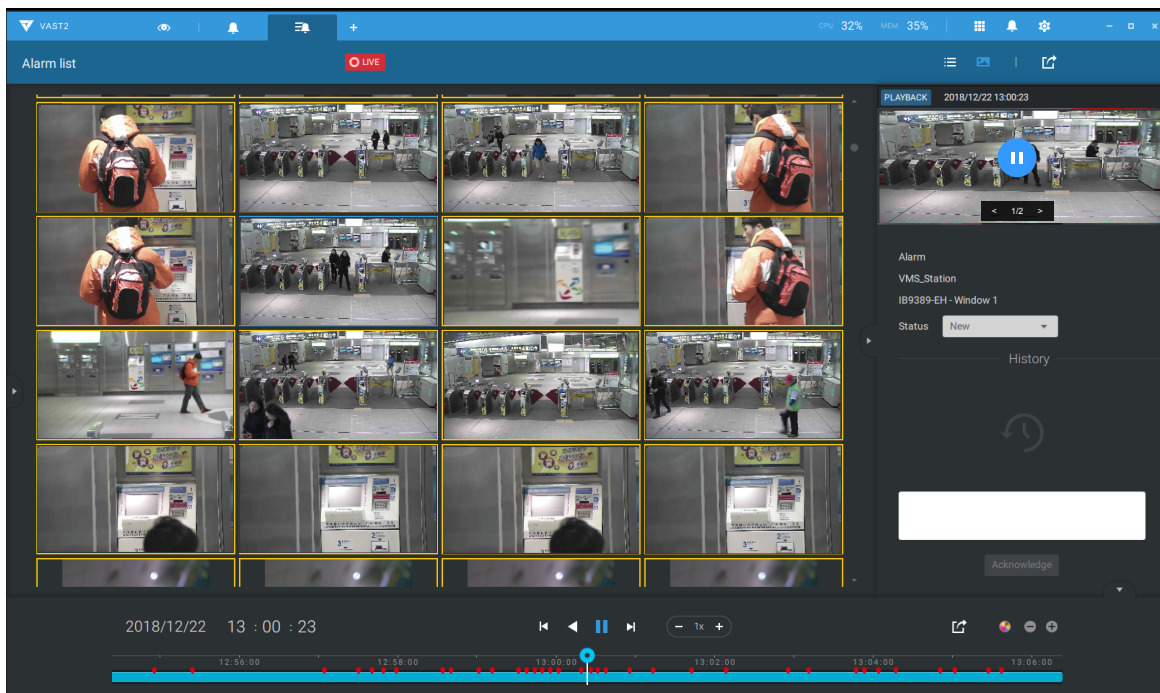 VAST2
CPU 32% MEM 35%
Alarm list
LIVE
PLAYBACK 2018/12/22 13:00:23
< 1/2 >
Alarm
VMS_Station
IB9389-EH - Window 1
Status New
History
Acknowledge
2018/12/22 13 : 00 : 23
− 1x +
12:56:00 12:58:00 13:00:00 13:02:00 13:04:00 13:06:00